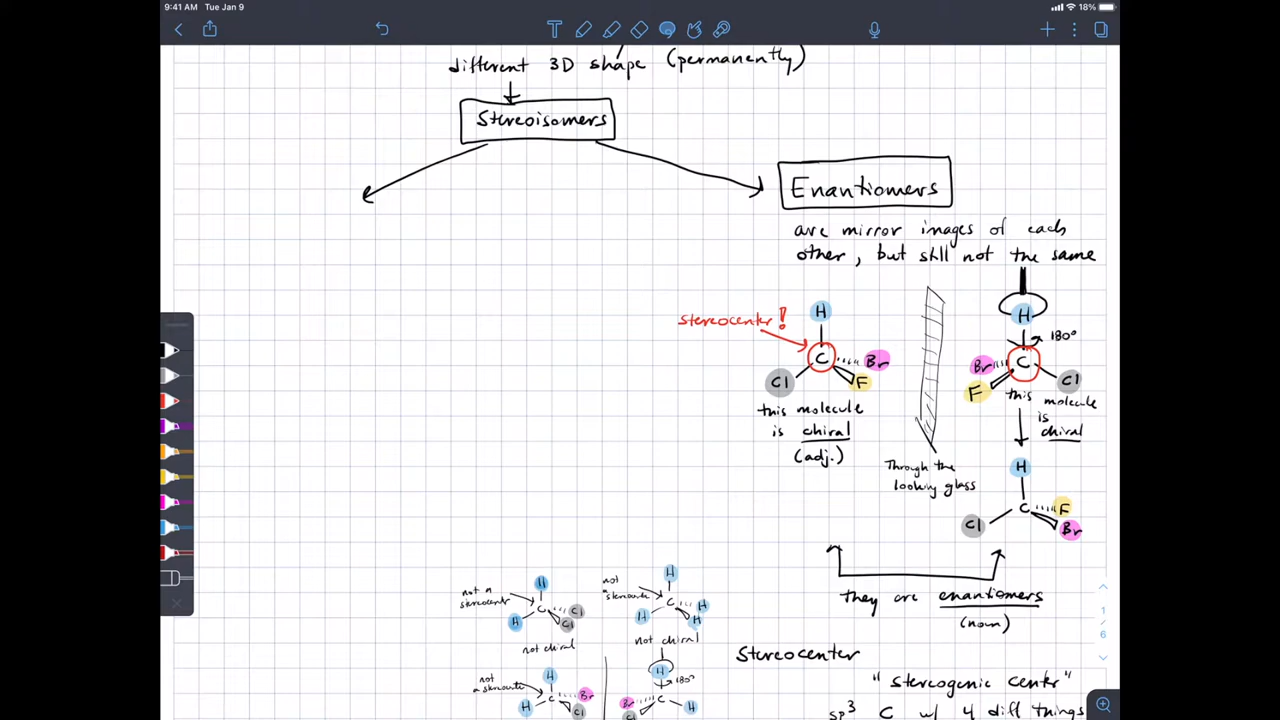 9:41 AM Tue Jan 9
18%
different 3D shape (permanently)
Stereoisomers
Enantiomers
are mirror images of each
other, but still not the same
stereocenter!
H
C
Br
Cl
F
this molecule
is chiral
(adj.)
Through the
looking glass
H
180°
Br
C
F
Cl
this molecule
is
chiral
H
C
F
Cl
Br
they are enantiomers
(noun)
not a
H
C
Cl
H
Cl
not chiral
not
H
C
H
H
H
not chiral
not
H
C
Br
H
Cl
H
180°
Br
C
H
Cl
Stereocenter
"stereogenic center"
sp³ C w/ 4 diff things
1
/
6